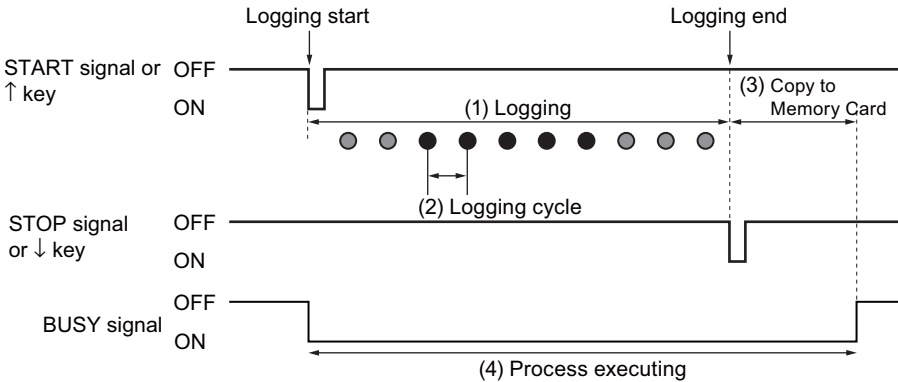 Logging start
Logging end
START signal or
↑ key
OFF
ON
(1) Logging
(3) Copy to
Memory Card
(2) Logging cycle
STOP signal
or ↓ key
OFF
ON
BUSY signal
OFF
ON
(4) Process executing